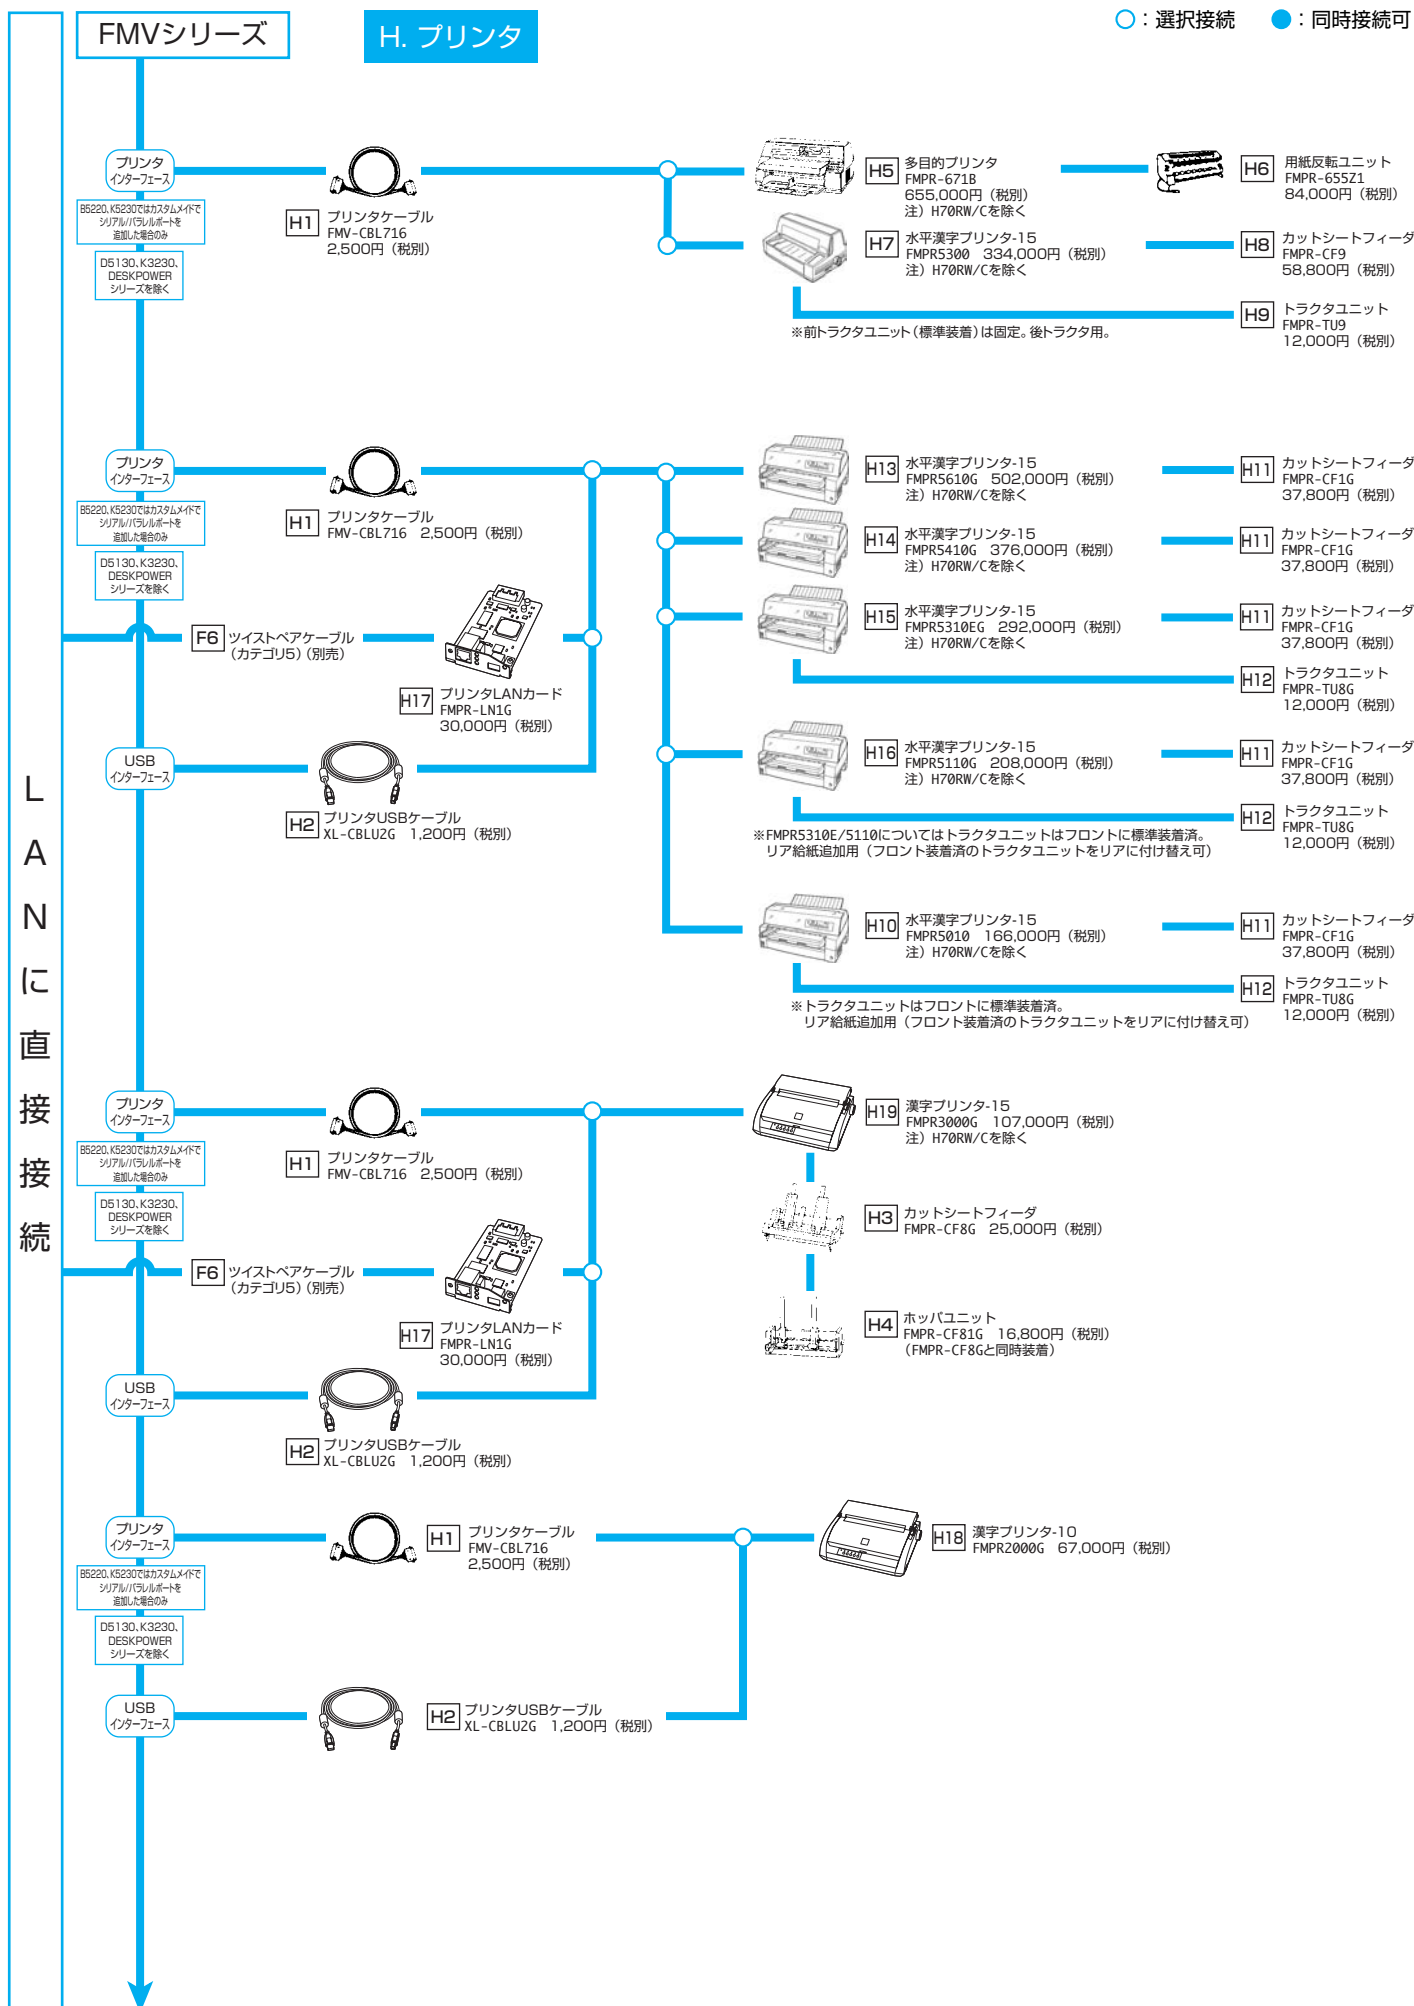 FMVシリーズ
H. プリンタ
○：選択接続 ●：同時接続可
LANに直接接続
プリンタ
インターフェース
B5220、K5230ではカスタムメイドで
シリアル/パラレルポートを
追加した場合のみ
D5130、K3230、
DESKPOWER
シリーズを除く
H1 プリンタケーブル
FMV-CBL716
2,500円（税別）
H5 多目的プリンタ
FMPR-671B
655,000円（税別）
注）H70RW/Cを除く
H6 用紙反転ユニット
FMPR-655Z1
84,000円（税別）
H7 水平漢字プリンタ-15
FMPR5300 334,000円（税別）
注）H70RW/Cを除く
H8 カットシートフィーダ
FMPR-CF9
58,800円（税別）
H9 トラクタユニット
FMPR-TU9
12,000円（税別）
※前トラクタユニット（標準装着）は固定。後トラクタ用。
プリンタ
インターフェース
B5220、K5230ではカスタムメイドで
シリアル/パラレルポートを
追加した場合のみ
D5130、K3230、
DESKPOWER
シリーズを除く
H1 プリンタケーブル
FMV-CBL716 2,500円（税別）
F6 ツイストペアケーブル
（カテゴリ5）（別売）
H17 プリンタLANカード
FMPR-LN1G
30,000円（税別）
USB
インターフェース
H2 プリンタUSBケーブル
XL-CBLU2G 1,200円（税別）
H13 水平漢字プリンタ-15
FMPR5610G 502,000円（税別）
注）H70RW/Cを除く
H11 カットシートフィーダ
FMPR-CF1G
37,800円（税別）
H14 水平漢字プリンタ-15
FMPR5410G 376,000円（税別）
注）H70RW/Cを除く
H11 カットシートフィーダ
FMPR-CF1G
37,800円（税別）
H15 水平漢字プリンタ-15
FMPR5310EG 292,000円（税別）
注）H70RW/Cを除く
H11 カットシートフィーダ
FMPR-CF1G
37,800円（税別）
H12 トラクタユニット
FMPR-TU8G
12,000円（税別）
H16 水平漢字プリンタ-15
FMPR5110G 208,000円（税別）
注）H70RW/Cを除く
H11 カットシートフィーダ
FMPR-CF1G
37,800円（税別）
H12 トラクタユニット
FMPR-TU8G
12,000円（税別）
※FMPR5310E/5110についてはトラクタユニットはフロントに標準装着済。
リア給紙追加用（フロント装着済のトラクタユニットをリアに付け替え可）
H10 水平漢字プリンタ-15
FMPR5010 166,000円（税別）
注）H70RW/Cを除く
H11 カットシートフィーダ
FMPR-CF1G
37,800円（税別）
H12 トラクタユニット
FMPR-TU8G
12,000円（税別）
※トラクタユニットはフロントに標準装着済。
リア給紙追加用（フロント装着済のトラクタユニットをリアに付け替え可）
プリンタ
インターフェース
B5220、K5230ではカスタムメイドで
シリアル/パラレルポートを
追加した場合のみ
D5130、K3230、
DESKPOWER
シリーズを除く
H1 プリンタケーブル
FMV-CBL716 2,500円（税別）
F6 ツイストペアケーブル
（カテゴリ5）（別売）
H17 プリンタLANカード
FMPR-LN1G
30,000円（税別）
USB
インターフェース
H2 プリンタUSBケーブル
XL-CBLU2G 1,200円（税別）
H19 漢字プリンタ-15
FMPR3000G 107,000円（税別）
注）H70RW/Cを除く
H3 カットシートフィーダ
FMPR-CF8G 25,000円（税別）
H4 ホッパユニット
FMPR-CF81G 16,800円（税別）
（FMPR-CF8Gと同時装着）
プリンタ
インターフェース
B5220、K5230ではカスタムメイドで
シリアル/パラレルポートを
追加した場合のみ
D5130、K3230、
DESKPOWER
シリーズを除く
H1 プリンタケーブル
FMV-CBL716
2,500円（税別）
H18 漢字プリンタ-10
FMPR2000G 67,000円（税別）
USB
インターフェース
H2 プリンタUSBケーブル
XL-CBLU2G 1,200円（税別）